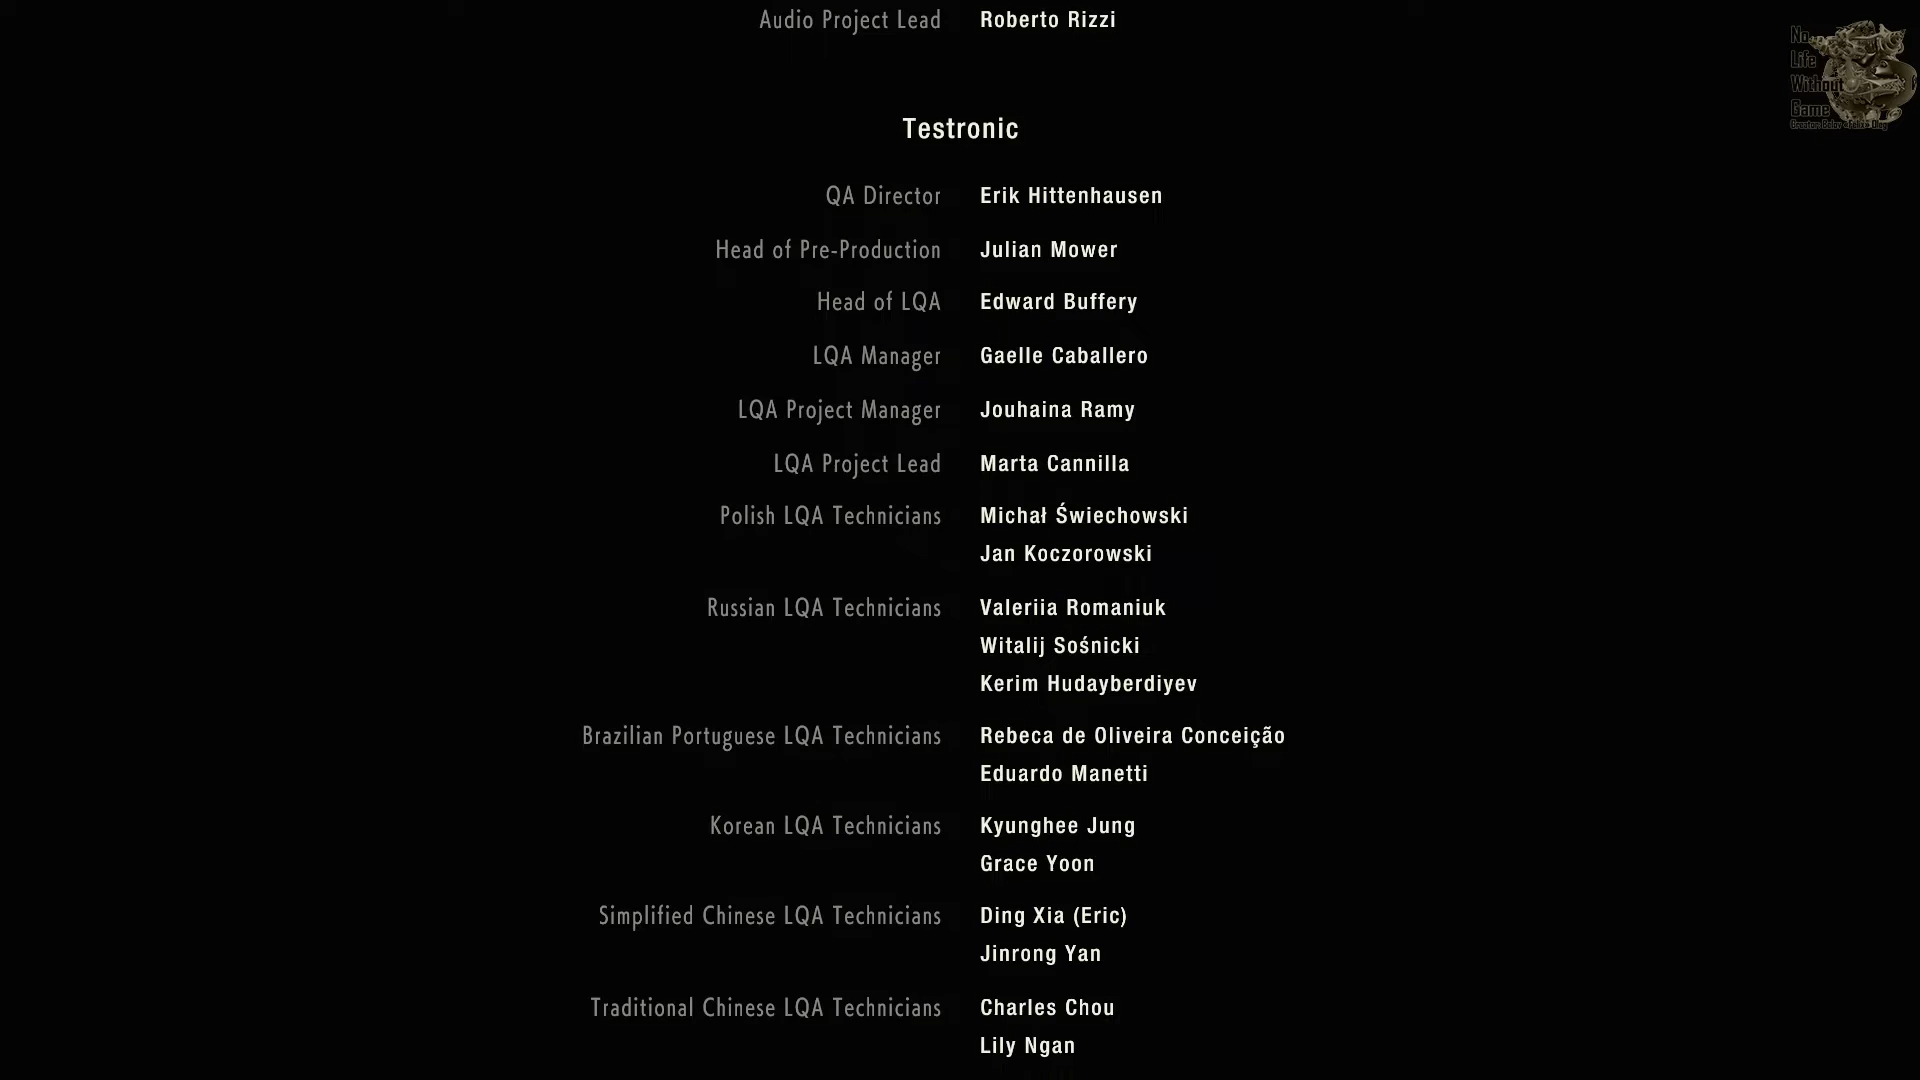 Audio Project Lead Roberto Rizzi
No
Life
Without
Game
Testronic
QA Director Erik Hittenhausen
Head of Pre-Production Julian Mower
Head of LQA Edward Buffery
LQA Manager Gaelle Caballero
LQA Project Manager Jouhaina Ramy
LQA Project Lead Marta Cannilla
Polish LQA Technicians Michał Świechowski
Jan Koczorowski
Russian LQA Technicians Valeriia Romaniuk
Witalij Sośnicki
Kerim Hudayberdiyev
Brazilian Portuguese LQA Technicians Rebeca de Oliveira Conceição
Eduardo Manetti
Korean LQA Technicians Kyunghee Jung
Grace Yoon
Simplified Chinese LQA Technicians Ding Xia (Eric)
Jinrong Yan
Traditional Chinese LQA Technicians Charles Chou
Lily Ngan